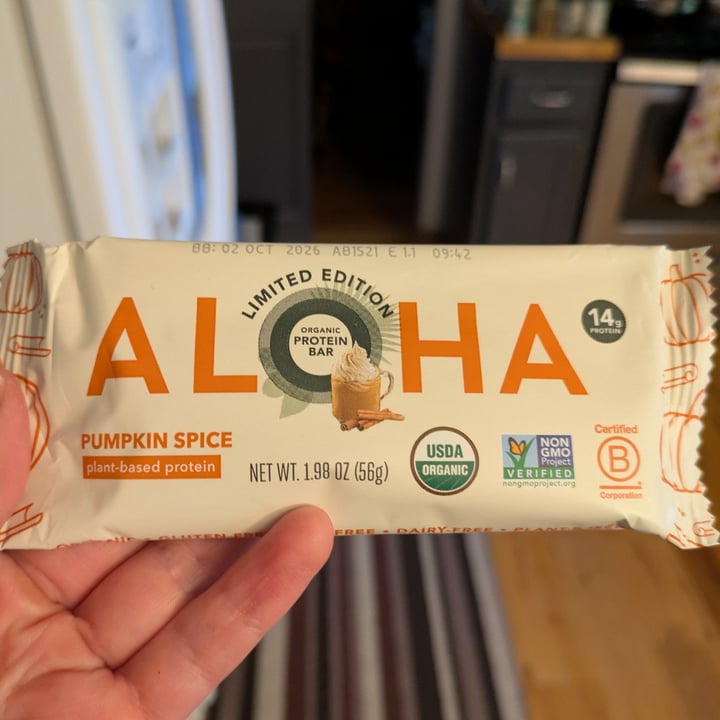 BB: 02 OCT 2026 AB1521 E 1.1 09:42
LIMITED EDITION
ALOHA
ORGANIC
PROTEIN
BAR
14g
PROTEIN
PUMPKIN SPICE
plant-based protein
NET WT. 1.98 OZ (56g)
USDA
ORGANIC
NON
GMO
Project
VERIFIED
nongmoproject.org
Certified
B
Corporation
FREE • DAIRY-FREE •